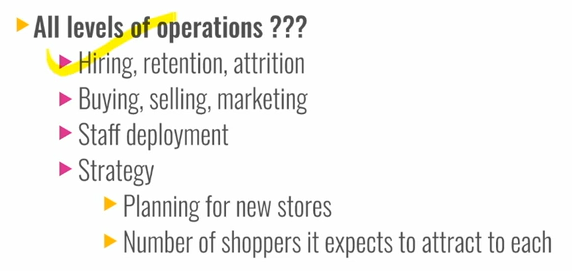 All levels of operations ???
Hiring, retention, attrition
Buying, selling, marketing
Staff deployment
Strategy
Planning for new stores
Number of shoppers it expects to attract to each